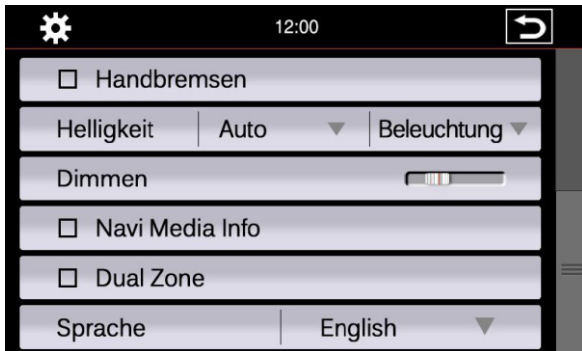 12:00
Handbremsen
Helligkeit Auto Beleuchtung
Dimmen
Navi Media Info
Dual Zone
Sprache English